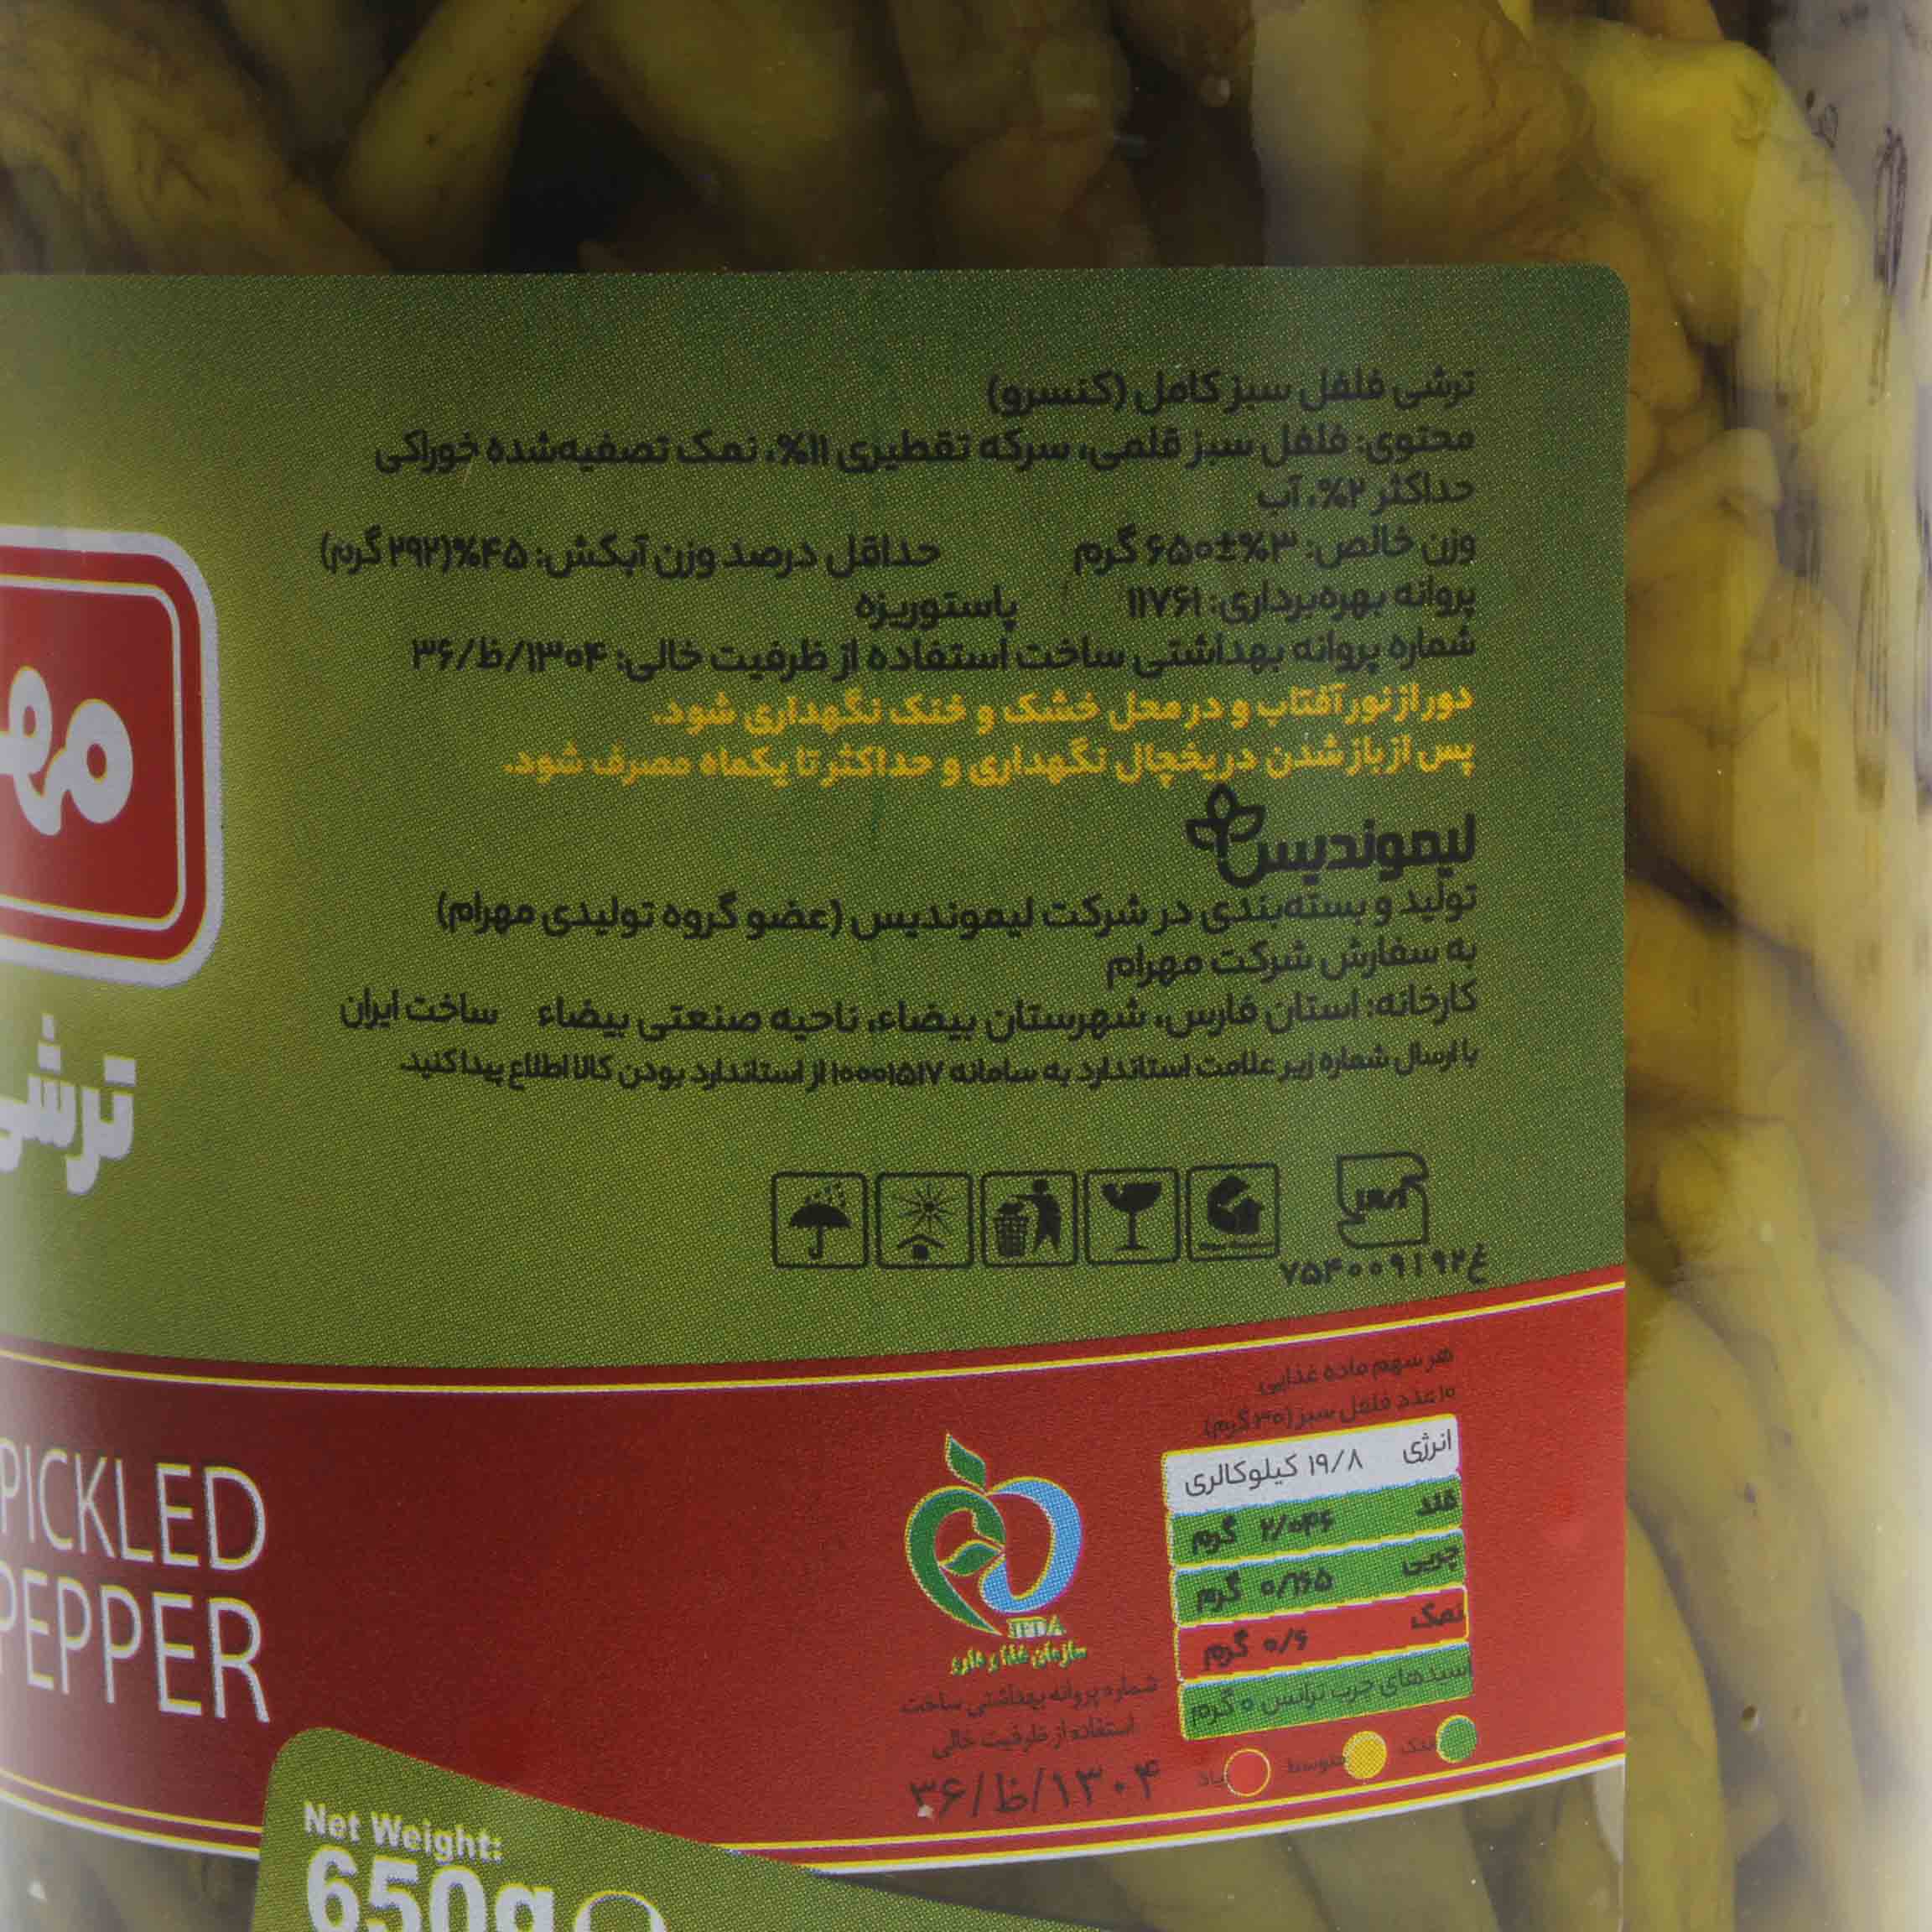 ترشی فلفل سبز کامل (کنسرو)
محتوی: فلفل سبز قلمی، سرکه تقطیری ۱۱%، نمک تصفیه‌شده خوراکی
حداکثر ۲%، آب
وزن خالص: ۳%±۶۵۰ گرم حداقل درصد وزن آبکش: ۴۵%(۲۹۲ گرم)
پروانه بهره‌برداری: ۱۱۷۶۱ پاستوریزه
شماره پروانه بهداشتی ساخت استفاده از ظرفیت خالی: ۳۶/ظ/۱۳۰۴
دور از نور آفتاب و در محل خشک و خنک نگهداری شود.
پس از باز شدن در یخچال نگهداری و حداکثر تا یکماه مصرف شود.
لیموندیس
تولید و بسته‌بندی در شرکت لیموندیس (عضو گروه تولیدی مهرام)
به سفارش شرکت مهرام
کارخانه: استان فارس، شهرستان بیضاء، ناحیه صنعتی بیضاء ساخت ایران
با ارسال شماره زیر علامت استاندارد به سامانه ۱۰۰۰۱۵۱۷ از استاندارد بودن کالا اطلاع پیدا کنید.
۷۵۴۰۰۹۱۹۲غ
مه
ترشی
PICKLED
PEPPER
هر سهم ماده غذایی
۱۰ عدد فلفل سبز (۳۰ گرم)
انرژی ۱۹/۸ کیلوکالری
قند ۲/۰۴۶ گرم
چربی ۰/۱۶۵ گرم
نمک ۰/۶ گرم
اسیدهای چرب ترانس ۰ گرم
متوسط
IFDA
سازمان غذا و دارو
شماره پروانه بهداشتی ساخت
استفاده از ظرفیت خالی
۳۶/ظ/۱۳۰۴
Net Weight:
650g